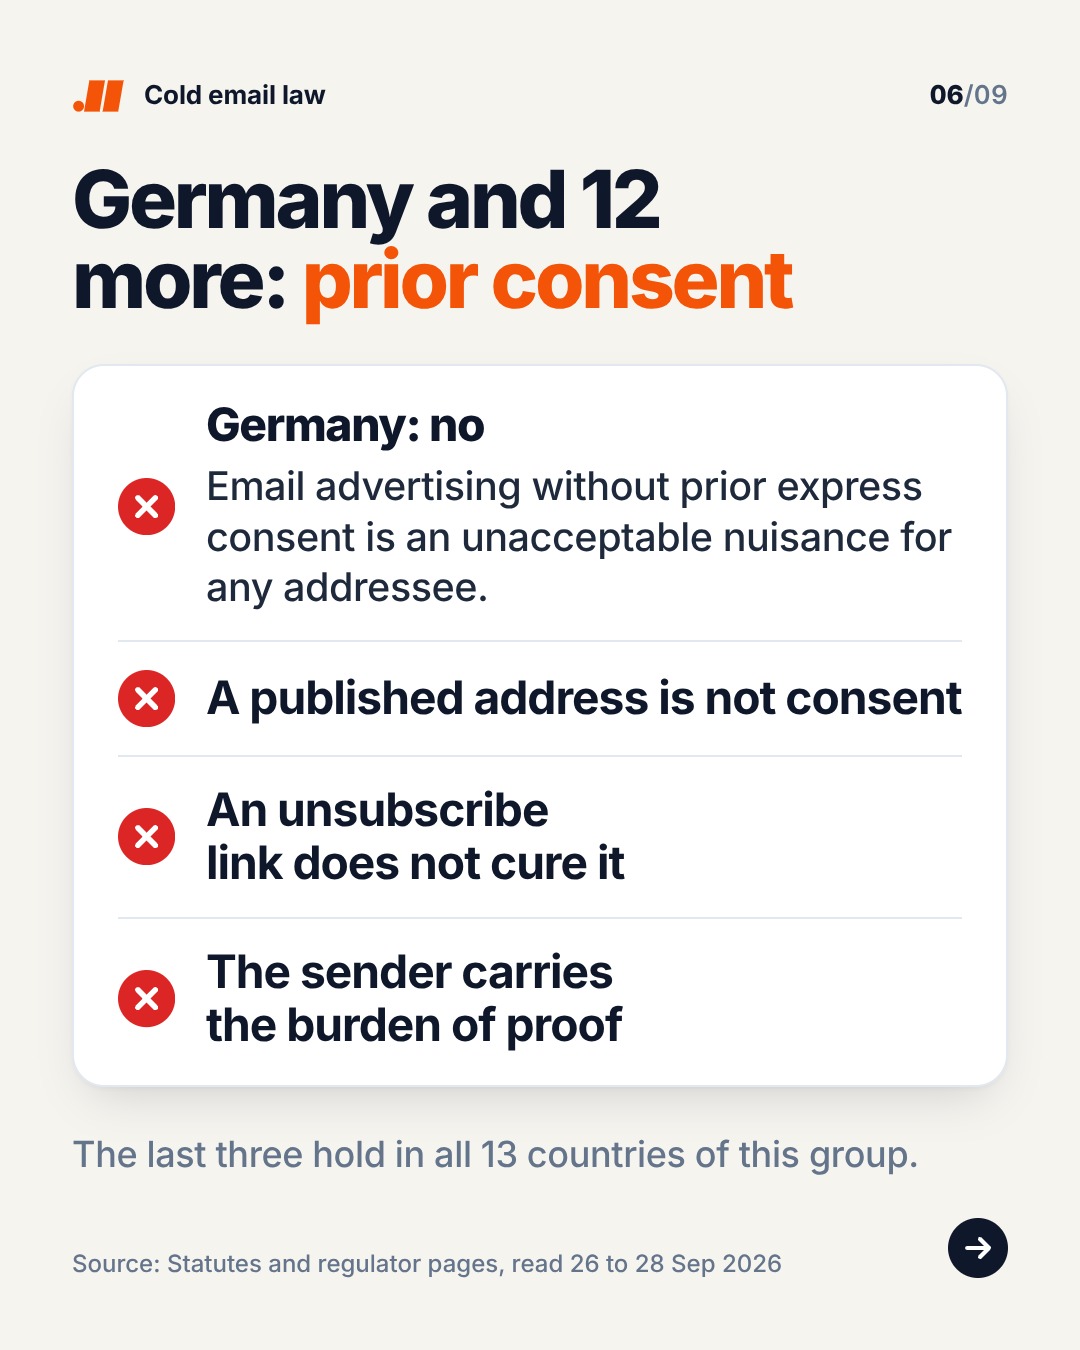 Cold email law
06/09
Germany and 12
more: prior consent
Germany: no
Email advertising without prior express
consent is an unacceptable nuisance for
any addressee.
A published address is not consent
An unsubscribe
link does not cure it
The sender carries
the burden of proof
The last three hold in all 13 countries of this group.
Source: Statutes and regulator pages, read 26 to 28 Sep 2026